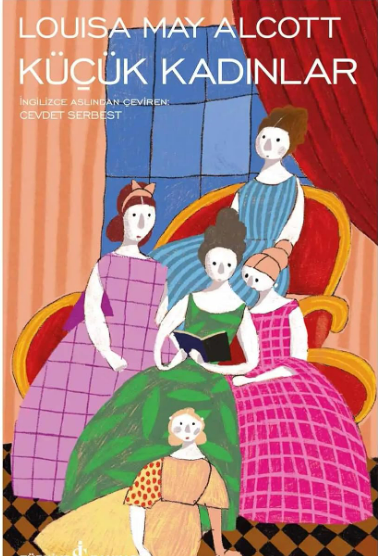 LOUISA MAY ALCOTT
KÜÇÜK KADINLAR
İNGİLİZCE ASLINDAN ÇEVİREN:
CEVDET SERBEST